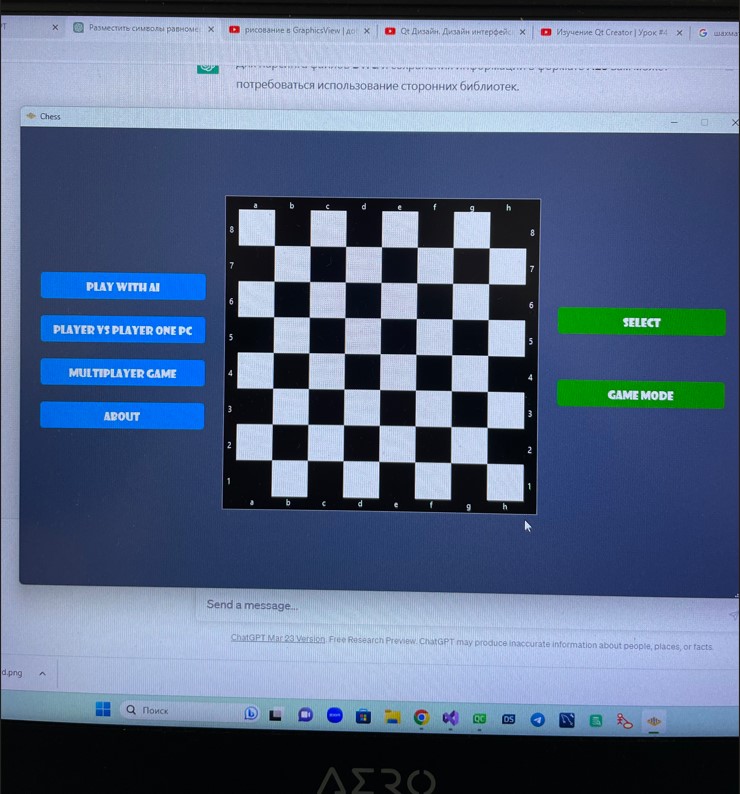 Разместить символы равноме
рисование в GraphicsView | до
Qt Дизайн. Дизайн интерфейс
Изучение Qt Creator | Урок #4
шахма
потребоваться использование сторонних библиотек.
Chess
a b c d e f g h
8 8
7 7
6 6
5 5
4 4
3 3
2 2
1 1
a b c d e f g h
PLAY WITH AI
PLAYER VS PLAYER ONE PC
MULTIPLAYER GAME
ABOUT
SELECT
GAME MODE
Send a message...
ChatGPT Mar 23 Version. Free Research Preview. ChatGPT may produce inaccurate information about people, places, or facts
d.png
Поиск
QC
DS
AERO